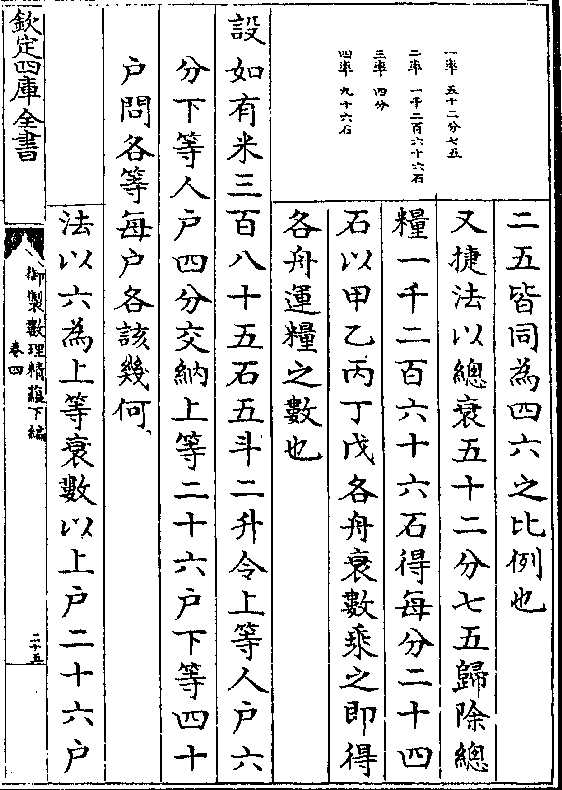 二五皆同為四六之比例也
又捷法以總衰五十二分七五歸除總
糧一千二百六十六石得每分二十四
石以甲乙丙丁戊各舟衰數乘之即得
各舟運糧之數也
一率 五十二分七五
二率 一千二百六十六石
三率 四分
四率 九十六石
設如有米三百八十五石五斗二升令上等人户六
分下等人户四分交納上等二十六户下等四十
户問各等每户各該幾何
法以六為上等衰數以上户二十六户
欽定四庫全書
御製數理精藴下編
卷四
二十五